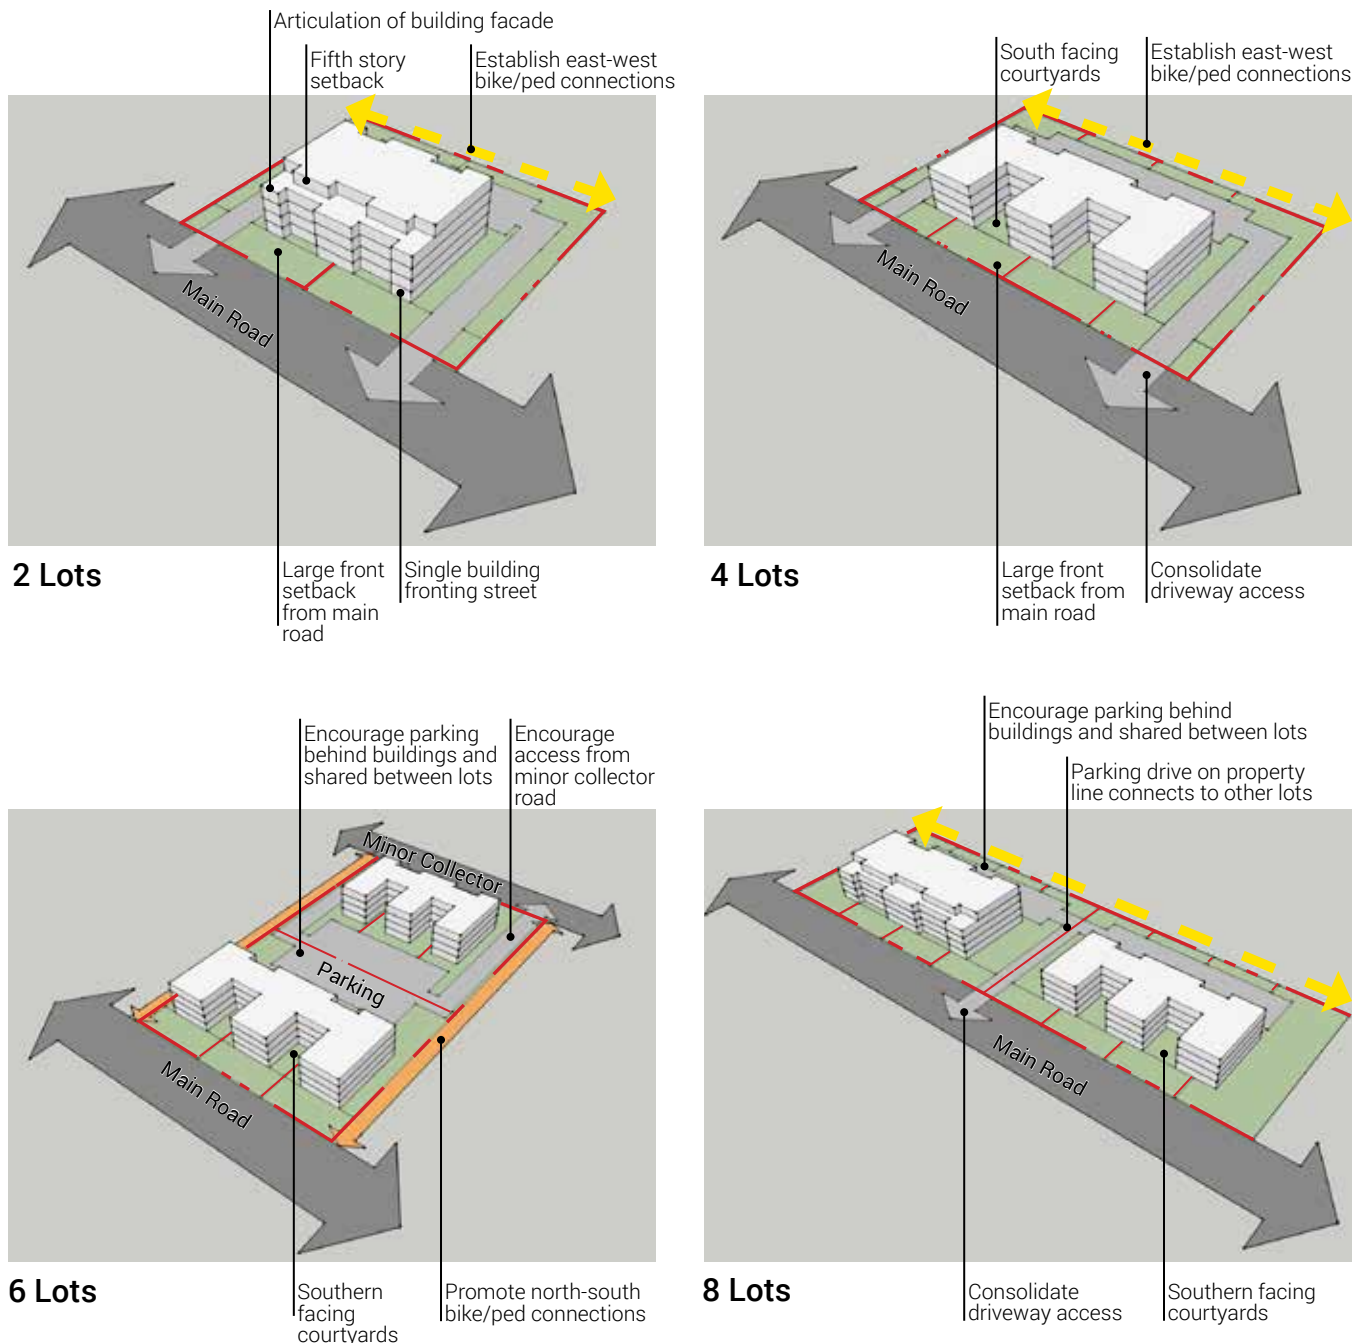 Articulation of building facade
Fifth story
setback
Establish east-west
bike/ped connections
Main Road
2 Lots
Large front
setback
from main
road
Single building
fronting street
South facing
courtyards
Establish east-west
bike/ped connections
Main Road
4 Lots
Large front
setback from
main road
Consolidate
driveway access
Encourage parking
behind buildings and
shared between lots
Encourage
access from
minor collector
road
Minor Collector
Parking
Main Road
6 Lots
Southern
facing
courtyards
Promote north-south
bike/ped connections
Encourage parking behind
buildings and shared between lots
Parking drive on property
line connects to other lots
Main Road
8 Lots
Consolidate
driveway access
Southern facing
courtyards